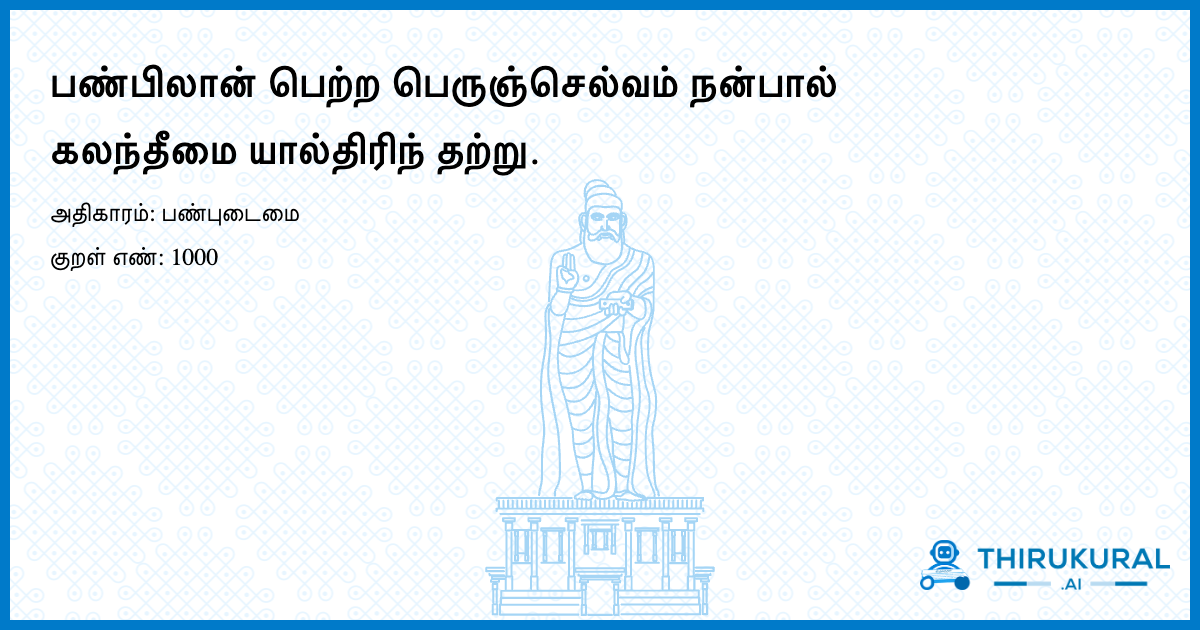 பண்பிலான் பெற்ற பெருஞ்செல்வம் நன்பால்
கலந்தீமை யால்திரிந் தற்று.
அதிகாரம்: பண்புடைமை
குறள் எண்: 1000
THIRUKURAL
.AI